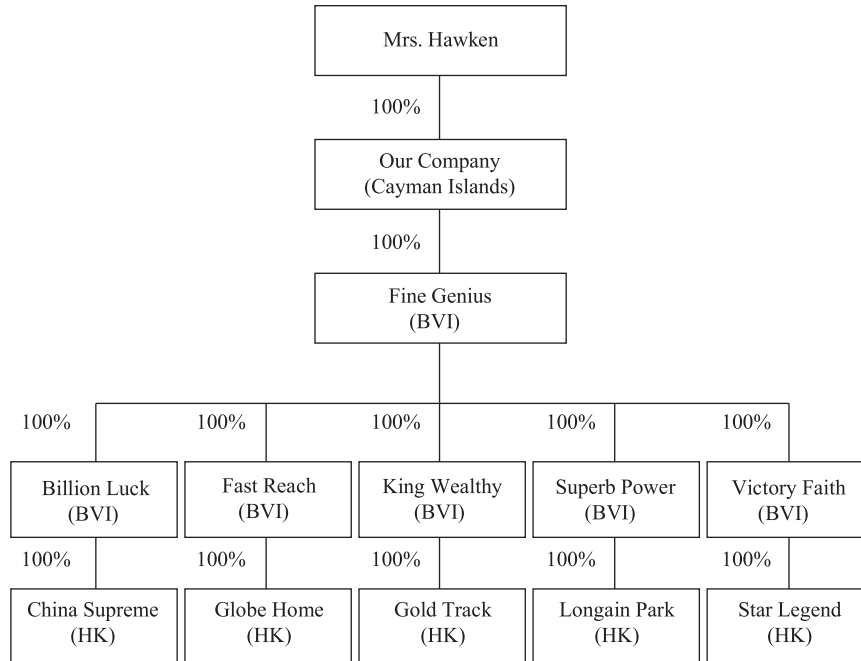 Mrs. Hawken
100%
Our Company
(Cayman Islands)
100%
Fine Genius
(BVI)
100% 100% 100% 100% 100%
Billion Luck
(BVI)
Fast Reach
(BVI)
King Wealthy
(BVI)
Superb Power
(BVI)
Victory Faith
(BVI)
100% 100% 100% 100% 100%
China Supreme
(HK)
Globe Home
(HK)
Gold Track
(HK)
Longain Park
(HK)
Star Legend
(HK)